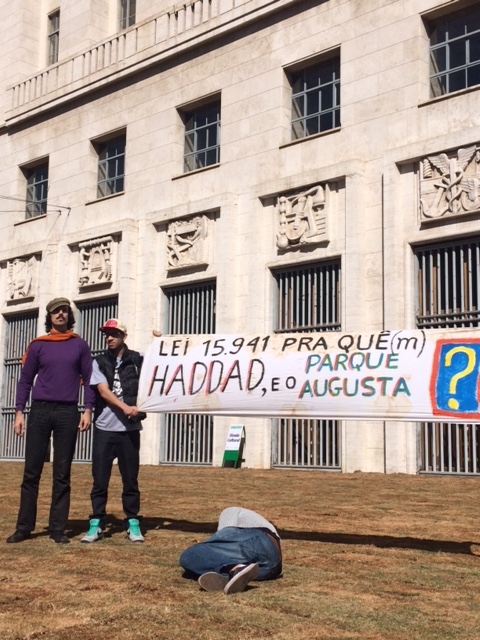 LEI 15.941 PRA QUÊ(m)
HADDAD, E O PARQUE
AUGUSTA ?